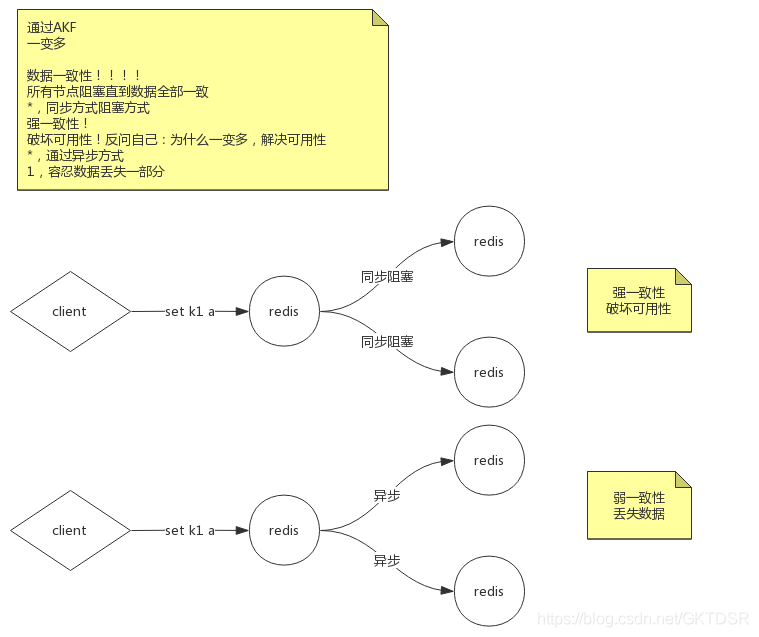 通过AKF
一变多
数据一致性！！！！
所有节点阻塞直到数据全部一致
*，同步方式阻塞方式
强一致性！
破坏可用性！反问自己：为什么一变多，解决可用性
*，通过异步方式
1，容忍数据丢失一部分
redis
同步阻塞
client
set k1 a
redis
强一致性
破坏可用性
同步阻塞
redis
redis
异步
client
set k1 a
redis
弱一致性
丢失数据
异步
redis
https://blog.csdn.net/GKTDSR